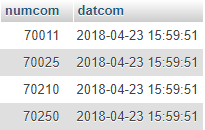 numcom datcom
70011 2018-04-23 15:59:51
70025 2018-04-23 15:59:51
70210 2018-04-23 15:59:51
70250 2018-04-23 15:59:51